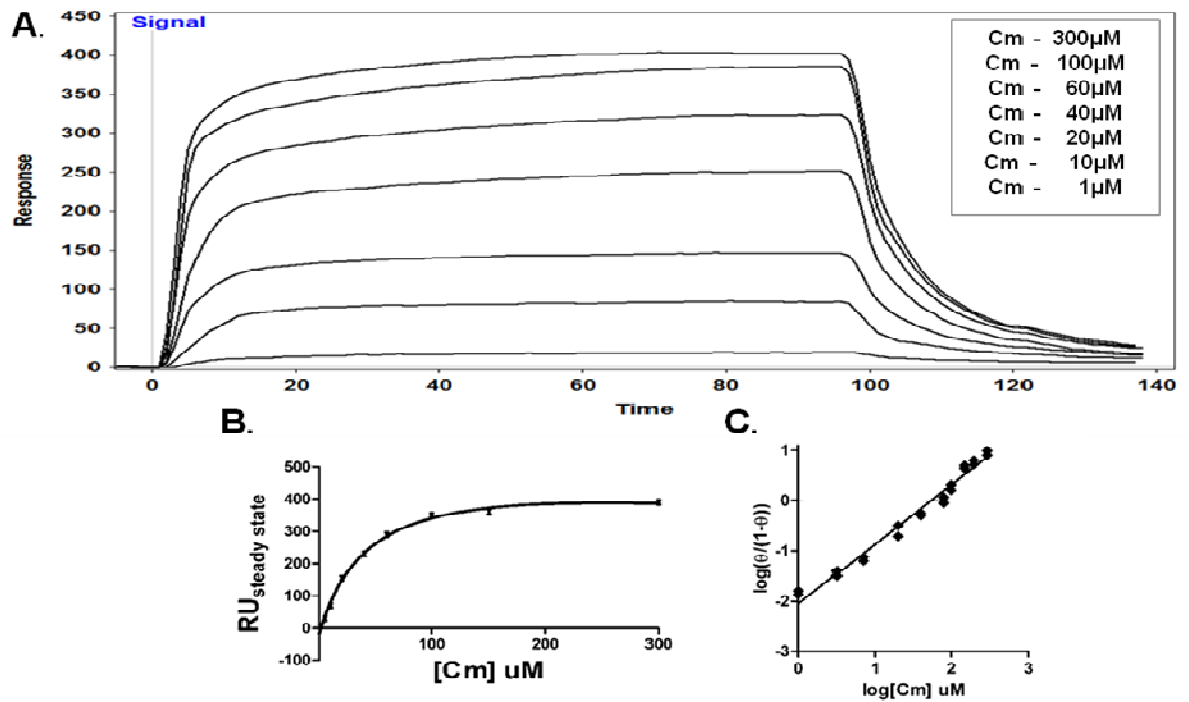 A.
Signal
450
400
350
300
250
200
150
100
50
0
Response
0 20 40 60 80 100 120 140
Time
Cm - 300µM
Cm - 100µM
Cm - 60µM
Cm - 40µM
Cm - 20µM
Cm - 10µM
Cm - 1µM
B.
500
400
300
200
100
0
-100
RUsteady state
100 200 300
[Cm] uM
C.
1
0
-1
-2
-3
log(θ/(1-θ))
0 1 2 3
log[Cm] uM